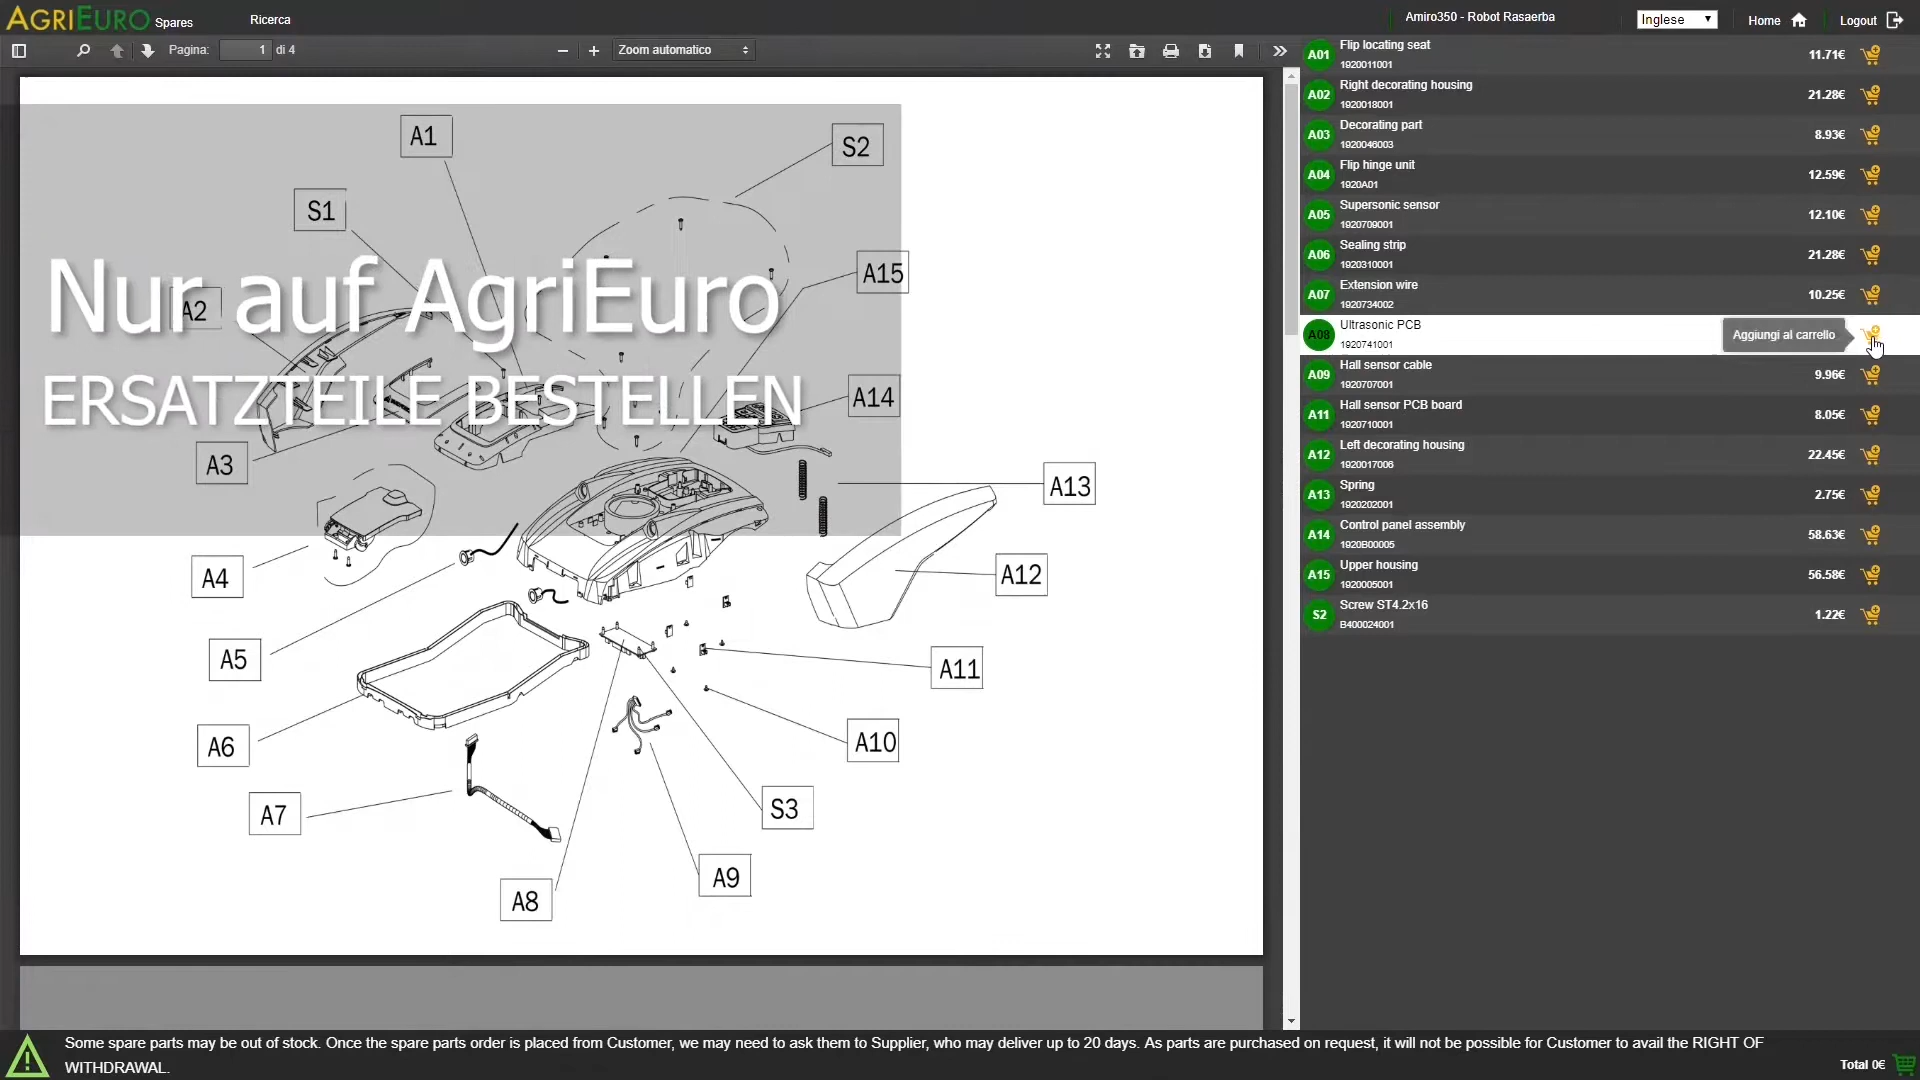 AGRIEURO Spares
Ricerca
Amiro350 - Robot Rasaerba
Inglese
Home
Logout
Pagina:
1
di 4
Zoom automatico
A1
S2
S1
A15
A2
Nur auf AgriEuro
ERSATZTEILE BESTELLEN
A14
A3
A13
A4
A12
A5
A11
A6
A10
A7
S3
A9
A8
A01 Flip locating seat 11.71€
1920011001
A02 Right decorating housing 21.28€
1920018001
A03 Decorating part 8.93€
1920046003
A04 Flip hinge unit 12.59€
1920A01
A05 Supersonic sensor 12.10€
1920709001
A06 Sealing strip 21.28€
1920310001
A07 Extension wire 10.25€
1920734002
A08 Ultrasonic PCB Aggiungi al carrello
1920741001
A09 Hall sensor cable 9.96€
1920707001
A11 Hall sensor PCB board 8.05€
1920710001
A12 Left decorating housing 22.45€
1920017006
A13 Spring 2.75€
1920202001
A14 Control panel assembly 58.63€
1920B00005
A15 Upper housing 56.58€
1920005001
S2 Screw ST4.2x16 1.22€
B400024001
Some spare parts may be out of stock. Once the spare parts order is placed from Customer, we may need to ask them to Supplier, who may deliver up to 20 days. As parts are purchased on request, it will not be possible for Customer to avail the RIGHT OF
WITHDRAWAL.
Total 0€